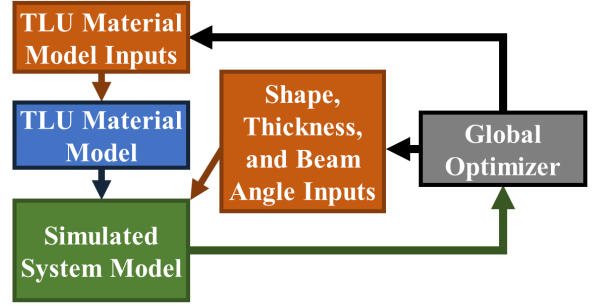 TLU Material
Model Inputs
TLU Material
Model
Simulated
System Model
Shape,
Thickness,
and Beam
Angle Inputs
Global
Optimizer